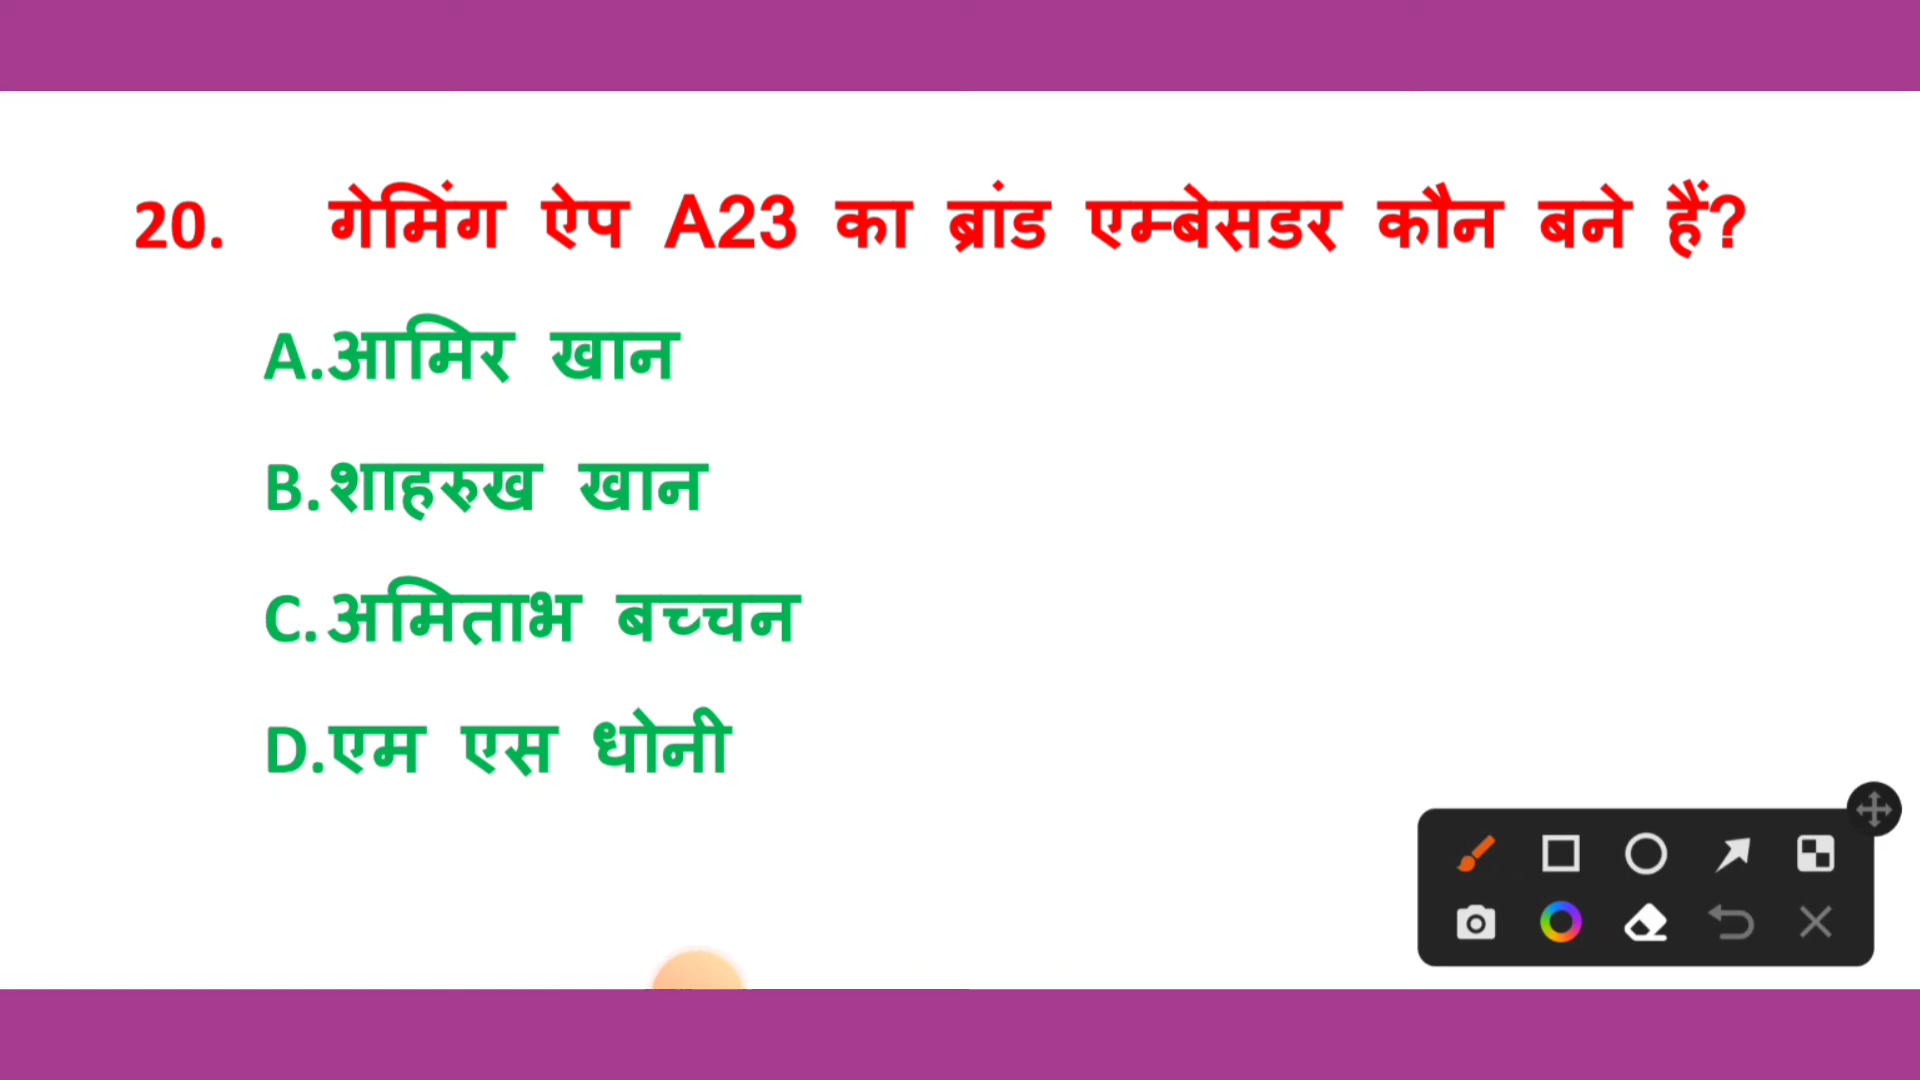 20. गेमिंग ऐप A23 का ब्रांड एम्बेसडर कौन बने हैं?
A.आमिर खान
B.शाहरुख खान
C.अमिताभ बच्चन
D.एम एस धोनी